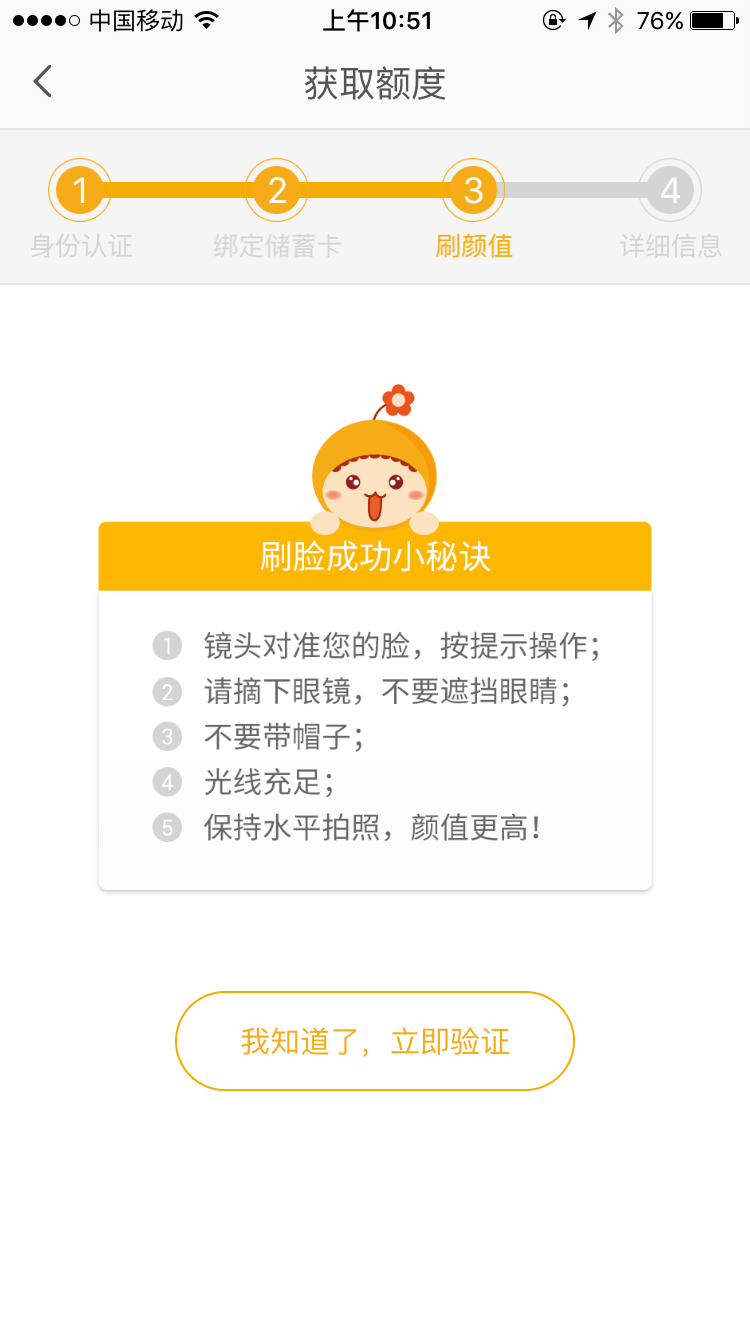 中国移动 上午10:51 76%
获取额度
1 2 3 4
身份认证 绑定储蓄卡 刷颜值 详细信息
刷脸成功小秘诀
1 镜头对准您的脸，按提示操作；
2 请摘下眼镜，不要遮挡眼睛；
3 不要带帽子；
4 光线充足；
5 保持水平拍照，颜值更高！
我知道了，立即验证